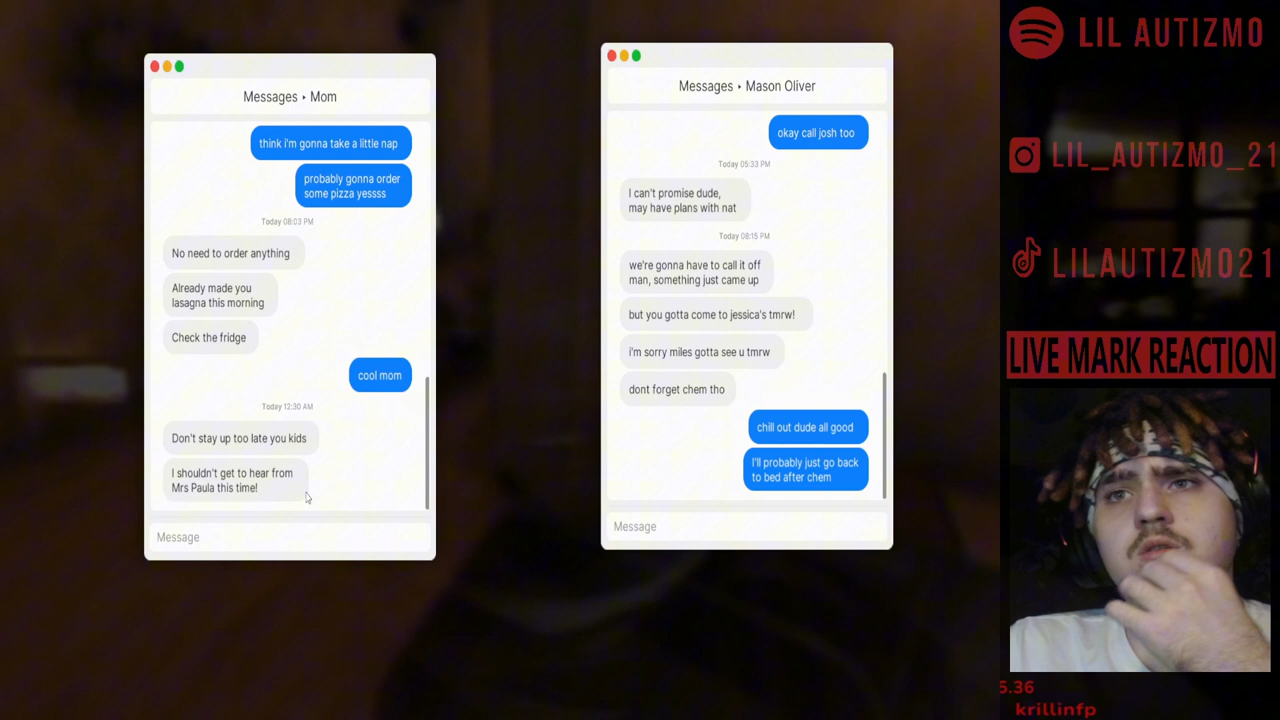 Messages ‣ Mom
think i'm gonna take a little nap
probably gonna order
some pizza yessss
Today 08:03 PM
No need to order anything
Already made you
lasagna this morning
Check the fridge
cool mom
Today 12:30 AM
Don't stay up too late you kids
I shouldn't get to hear from
Mrs Paula this time!
Message
Messages ‣ Mason Oliver
okay call josh too
Today 05:33 PM
I can't promise dude,
may have plans with nat
Today 08:15 PM
we're gonna have to call it off
man, something just came up
but you gotta come to jessica's tmrw!
i'm sorry miles gotta see u tmrw
dont forget chem tho
chill out dude all good
I'll probably just go back
to bed after chem
Message
LIL AUTIZMO
LIL_AUTIZMO_21
LILAUTIZMO21
LIVE MARK REACTION
5.36
krillinfp